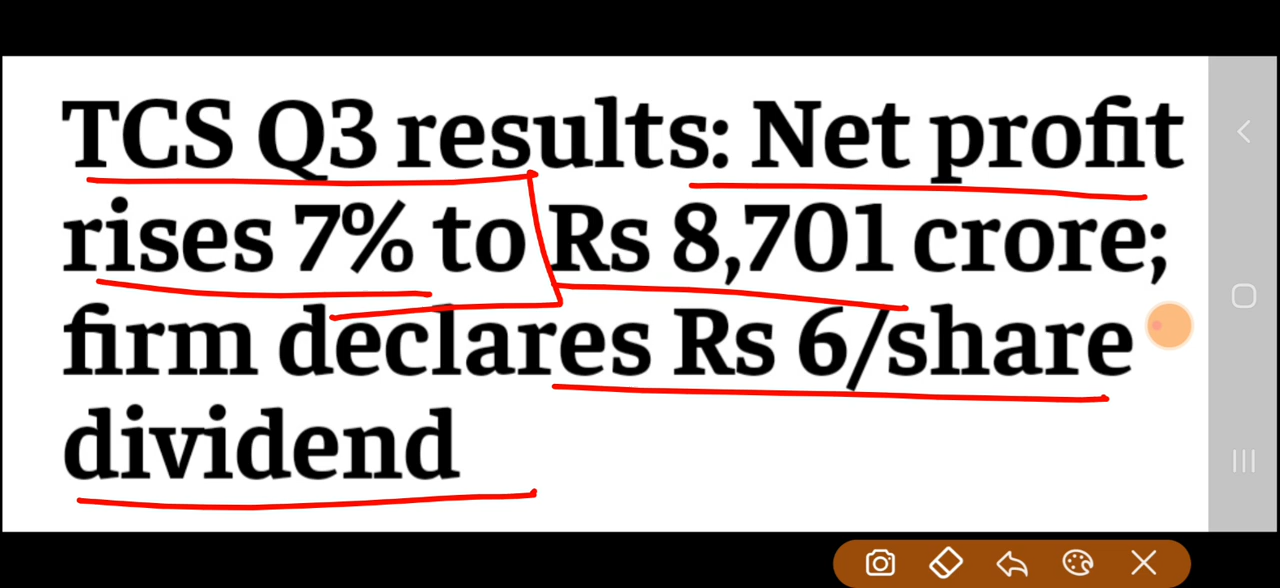 TCS Q3 results: Net profit
rises 7% to Rs 8,701 crore;
firm declares Rs 6/share
dividend